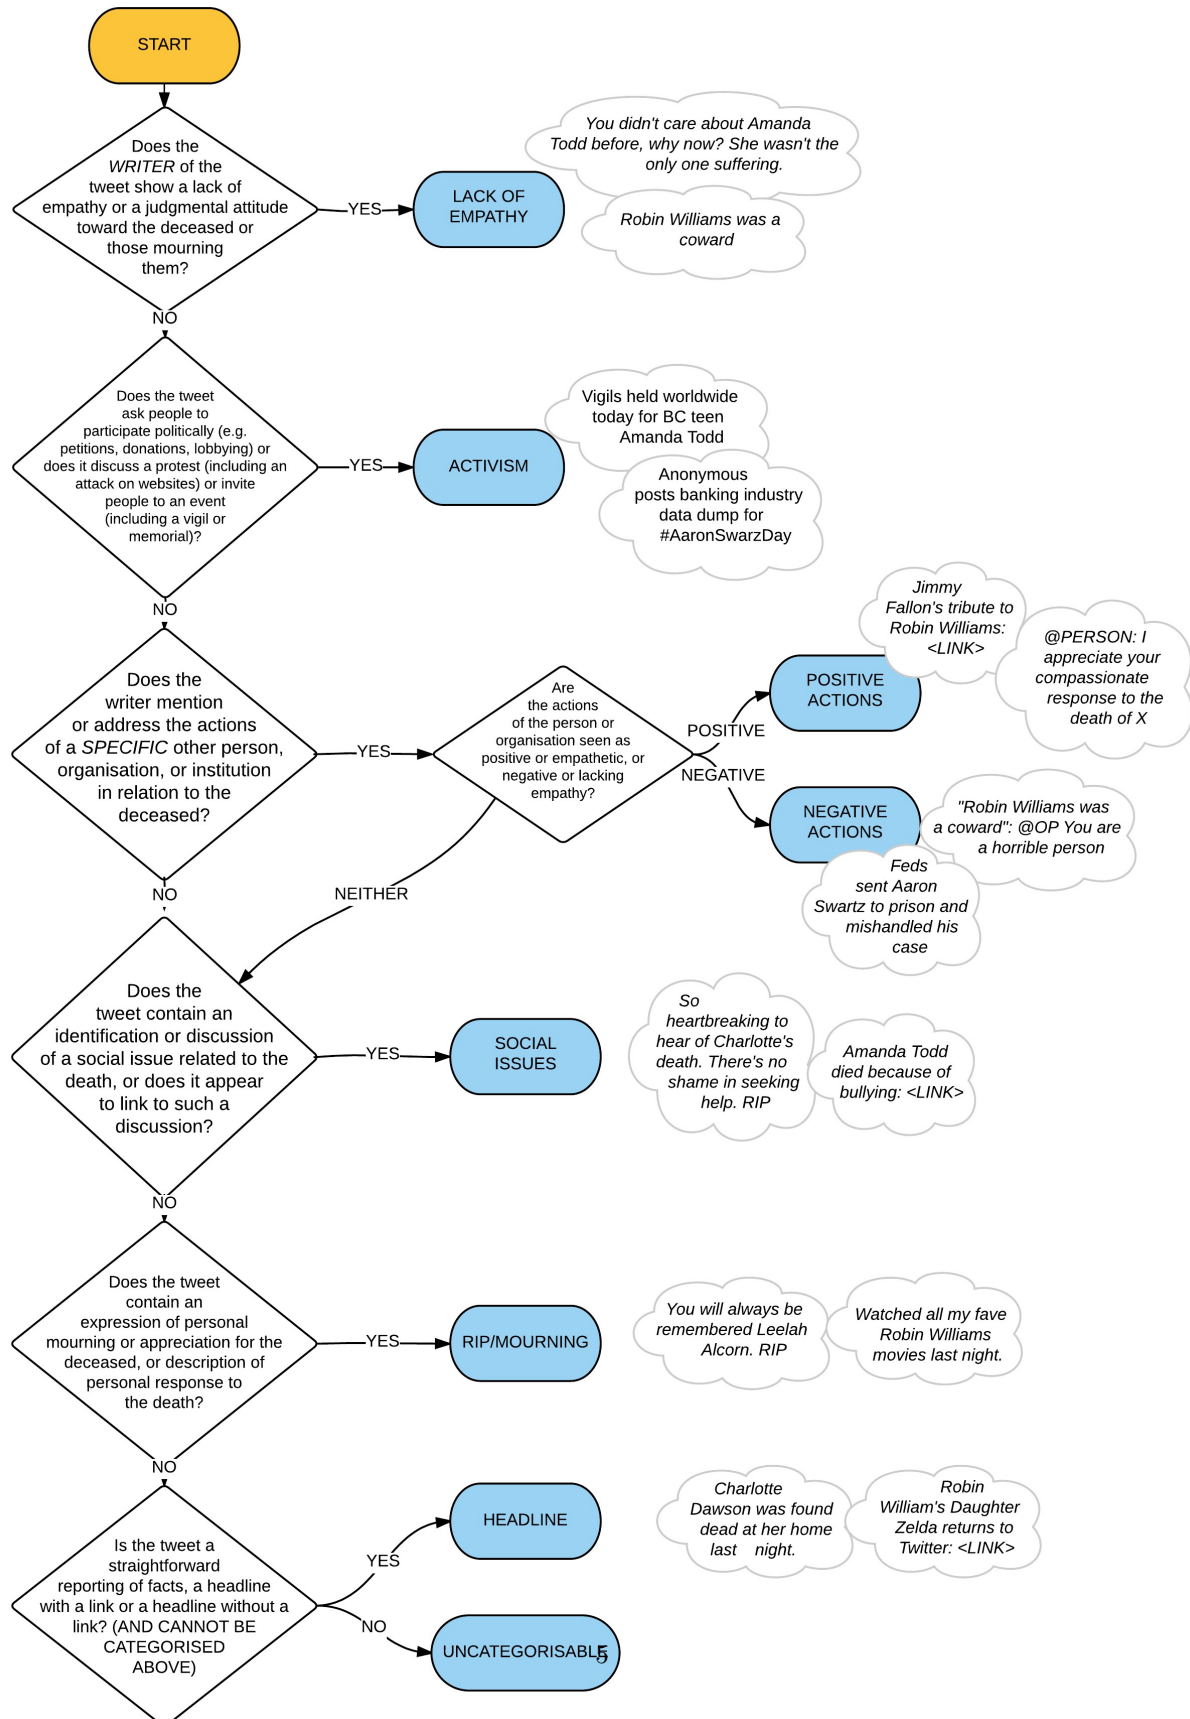 START
Does the
WRITER of the
tweet show a lack of
empathy or a judgmental attitude
toward the deceased or
those mourning
them?
YES
LACK OF
EMPATHY
You didn't care about Amanda
Todd before, why now? She wasn't the
only one suffering.
Robin Williams was a
coward
NO
Does the tweet
ask people to
participate politically (e.g.
petitions, donations, lobbying) or
does it discuss a protest (including an
attack on websites) or invite
people to an event
(including a vigil or
memorial)?
YES
ACTIVISM
Vigils held worldwide
today for BC teen
Amanda Todd
Anonymous
posts banking industry
data dump for
#AaronSwarzDay
NO
Does the
writer mention
or address the actions
of a SPECIFIC other person,
organisation, or institution
in relation to the
deceased?
YES
Are
the actions
of the person or
organisation seen as
positive or empathetic, or
negative or lacking
empathy?
POSITIVE
POSITIVE
ACTIONS
Jimmy
Fallon's tribute to
Robin Williams:
<LINK>
@PERSON: I
appreciate your
compassionate
response to the
death of X
NEGATIVE
NEGATIVE
ACTIONS
"Robin Williams was
a coward": @OP You are
a horrible person
Feds
sent Aaron
Swartz to prison and
mishandled his
case
NEITHER
NO
Does the
tweet contain an
identification or discussion
of a social issue related to the
death, or does it appear
to link to such a
discussion?
YES
SOCIAL
ISSUES
So
heartbreaking to
hear of Charlotte's
death. There's no
shame in seeking
help. RIP
Amanda Todd
died because of
bullying: <LINK>
NO
Does the tweet
contain an
expression of personal
mourning or appreciation for the
deceased, or description of
personal response to
the death?
YES
RIP/MOURNING
You will always be
remembered Leelah
Alcorn. RIP
Watched all my fave
Robin Williams
movies last night.
NO
Is the tweet a
straightforward
reporting of facts, a headline
with a link or a headline without a
link? (AND CANNOT BE
CATEGORISED
ABOVE)
YES
HEADLINE
Charlotte
Dawson was found
dead at her home
last night.
Robin
William's Daughter
Zelda returns to
Twitter: <LINK>
NO
UNCATEGORISABLE
5